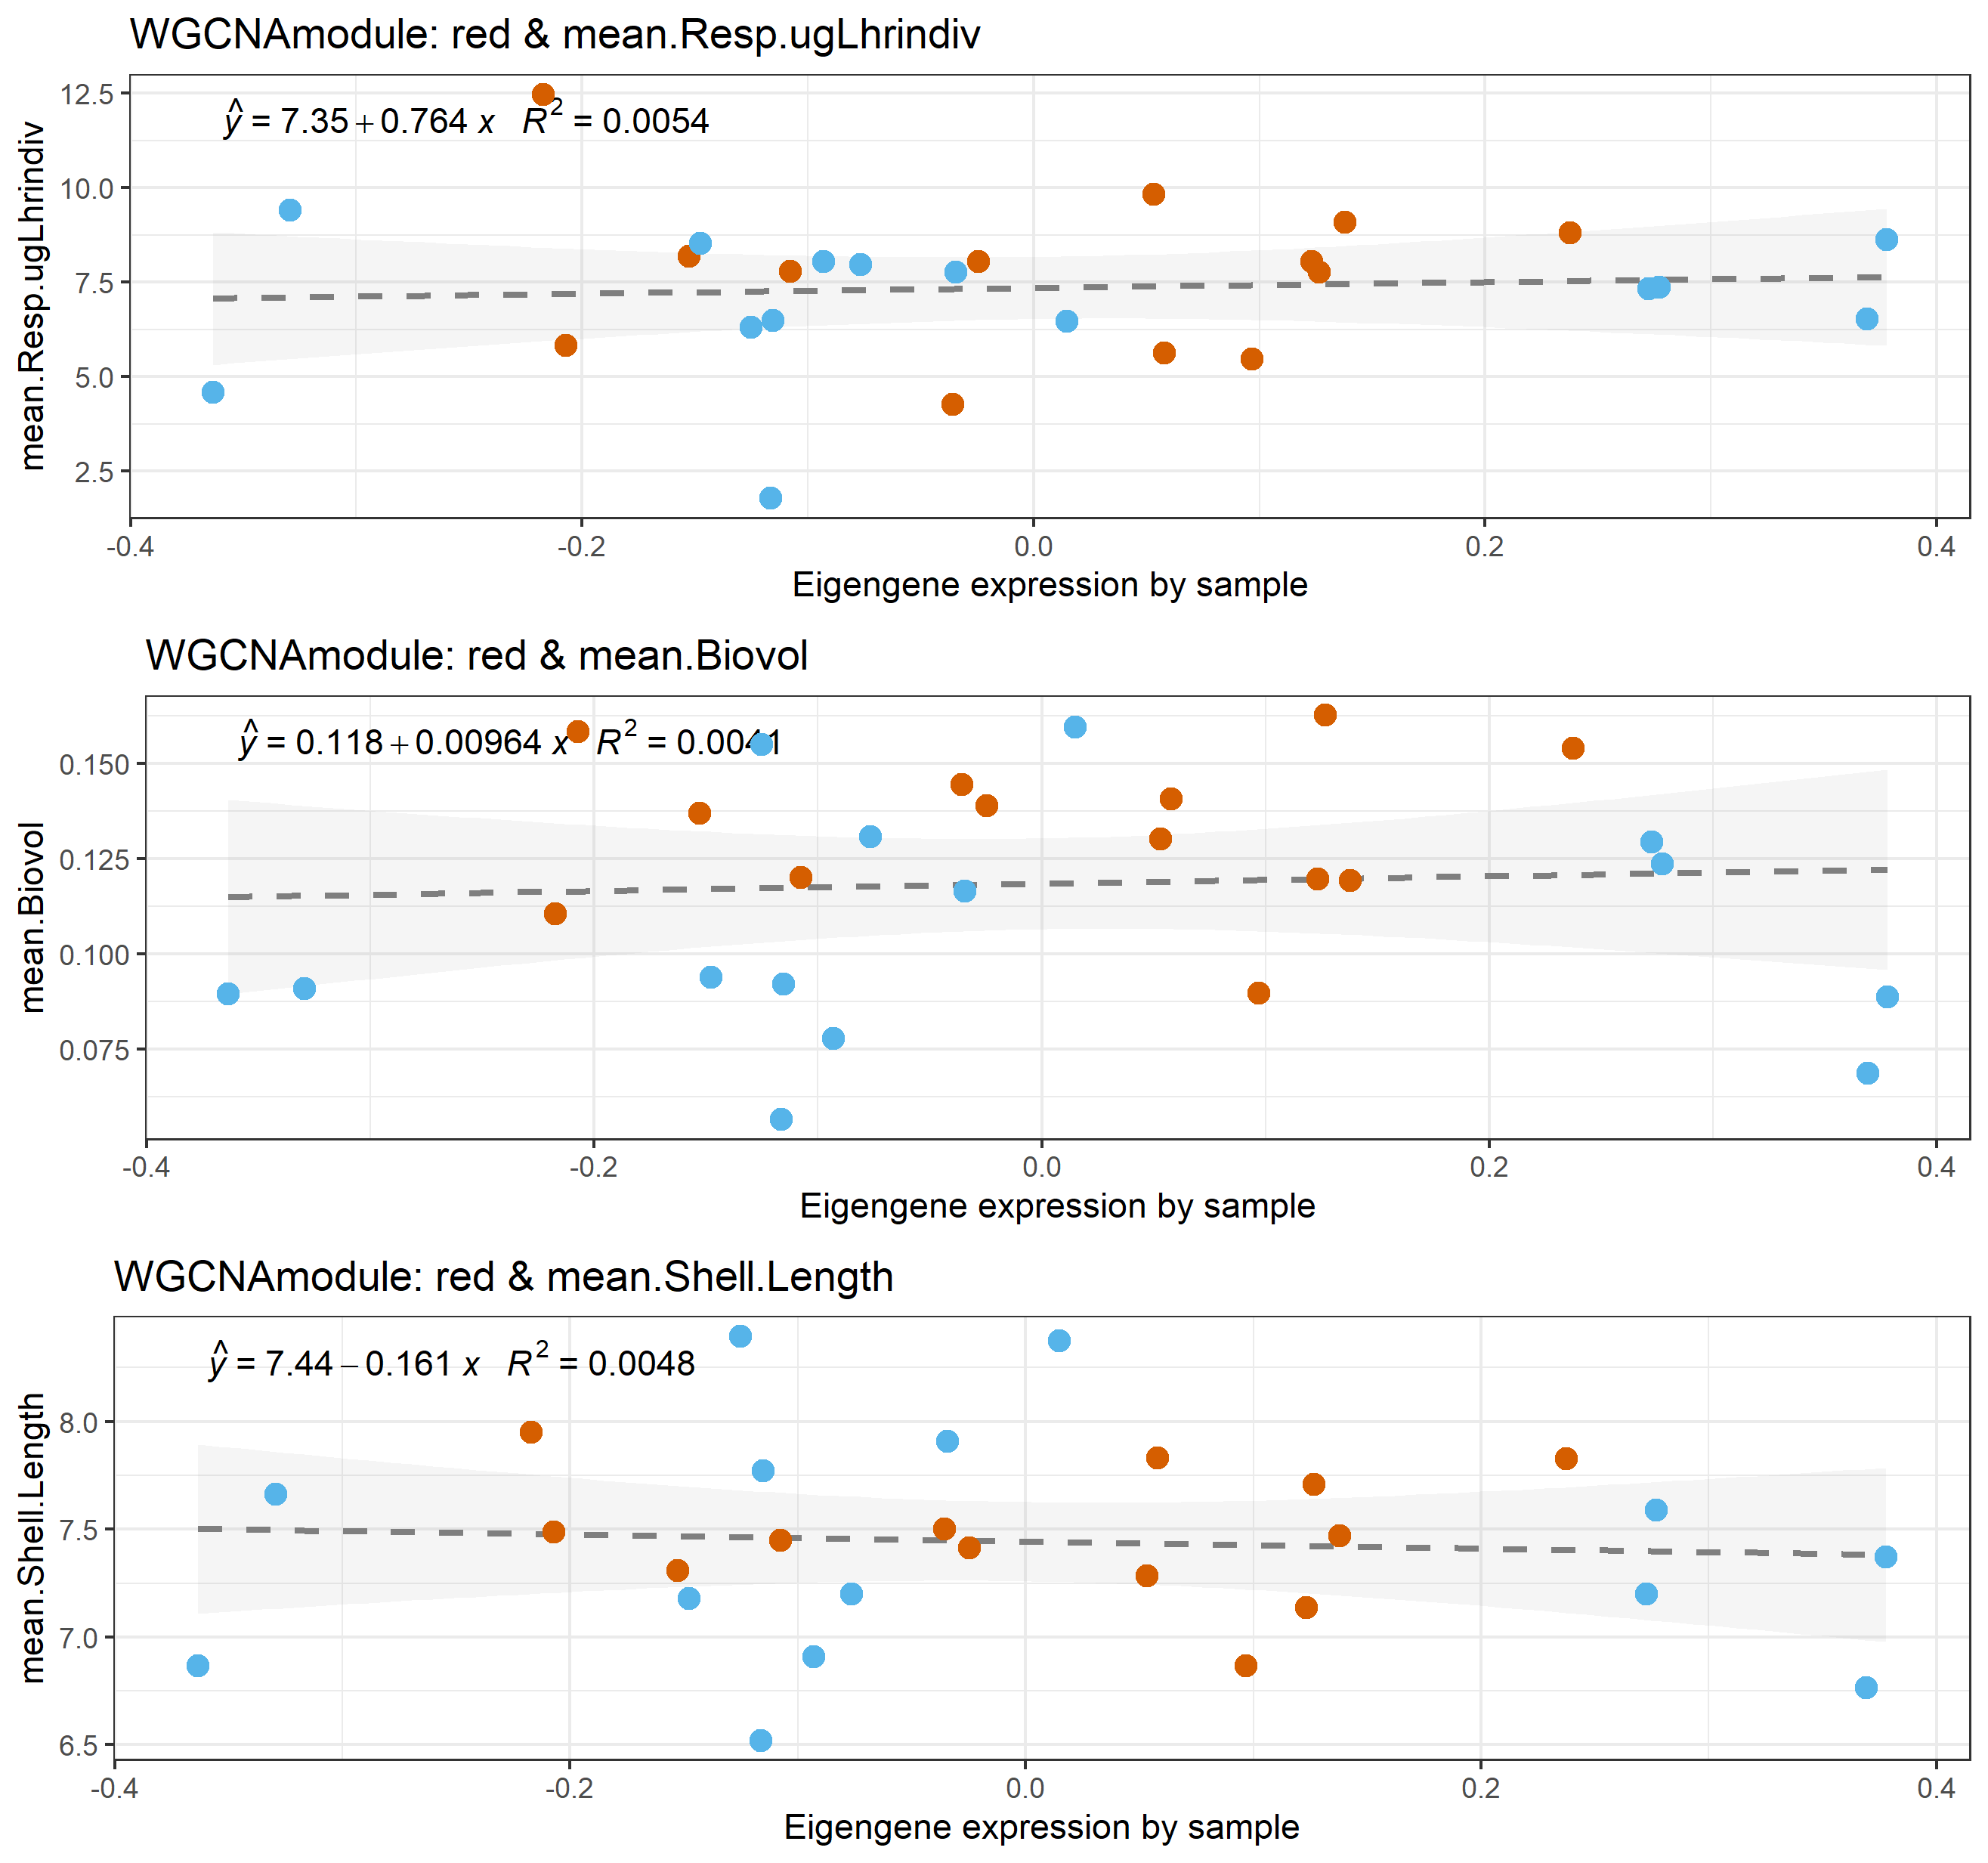 WGCNAmodule: red & mean.Resp.ugLhrindiv
mean.Resp.ugLhrindiv
12.5
10.0
7.5
5.0
2.5
ŷ = 7.35 + 0.764 x   R² = 0.0054
-0.4 -0.2 0.0 0.2 0.4
Eigengene expression by sample
WGCNAmodule: red & mean.Biovol
mean.Biovol
0.150
0.125
0.100
0.075
ŷ = 0.118 + 0.00964 x   R² = 0.0041
-0.4 -0.2 0.0 0.2 0.4
Eigengene expression by sample
WGCNAmodule: red & mean.Shell.Length
mean.Shell.Length
8.0
7.5
7.0
6.5
ŷ = 7.44 − 0.161 x   R² = 0.0048
-0.4 -0.2 0.0 0.2 0.4
Eigengene expression by sample